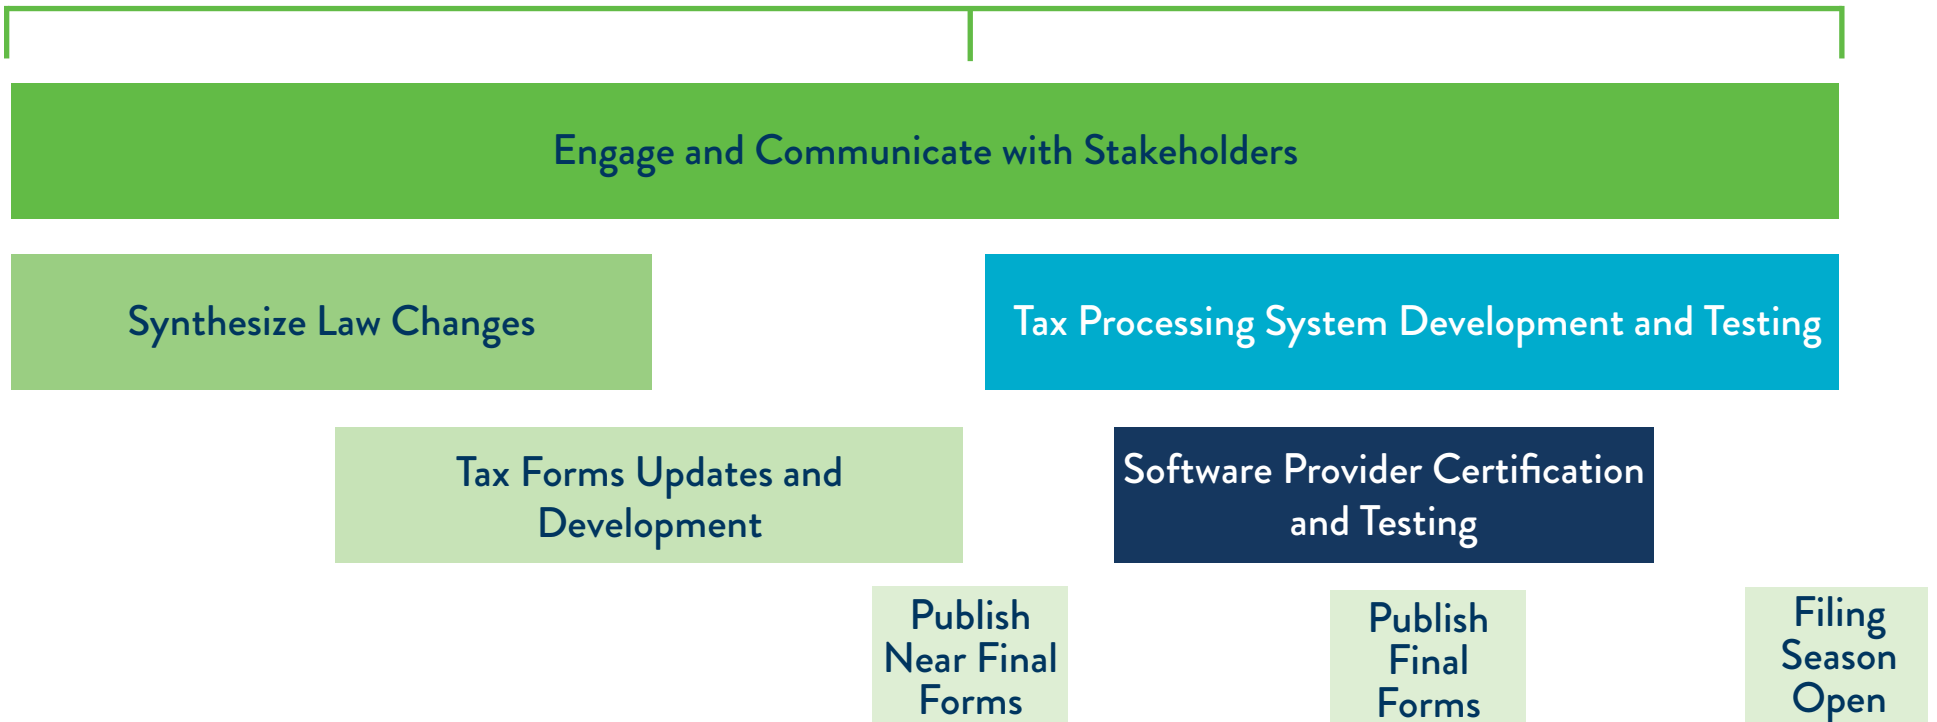 Engage and Communicate with Stakeholders
Synthesize Law Changes
Tax Processing System Development and Testing
Tax Forms Updates and
Development
Software Provider Certification
and Testing
Publish
Near Final
Forms
Publish
Final
Forms
Filing
Season
Open